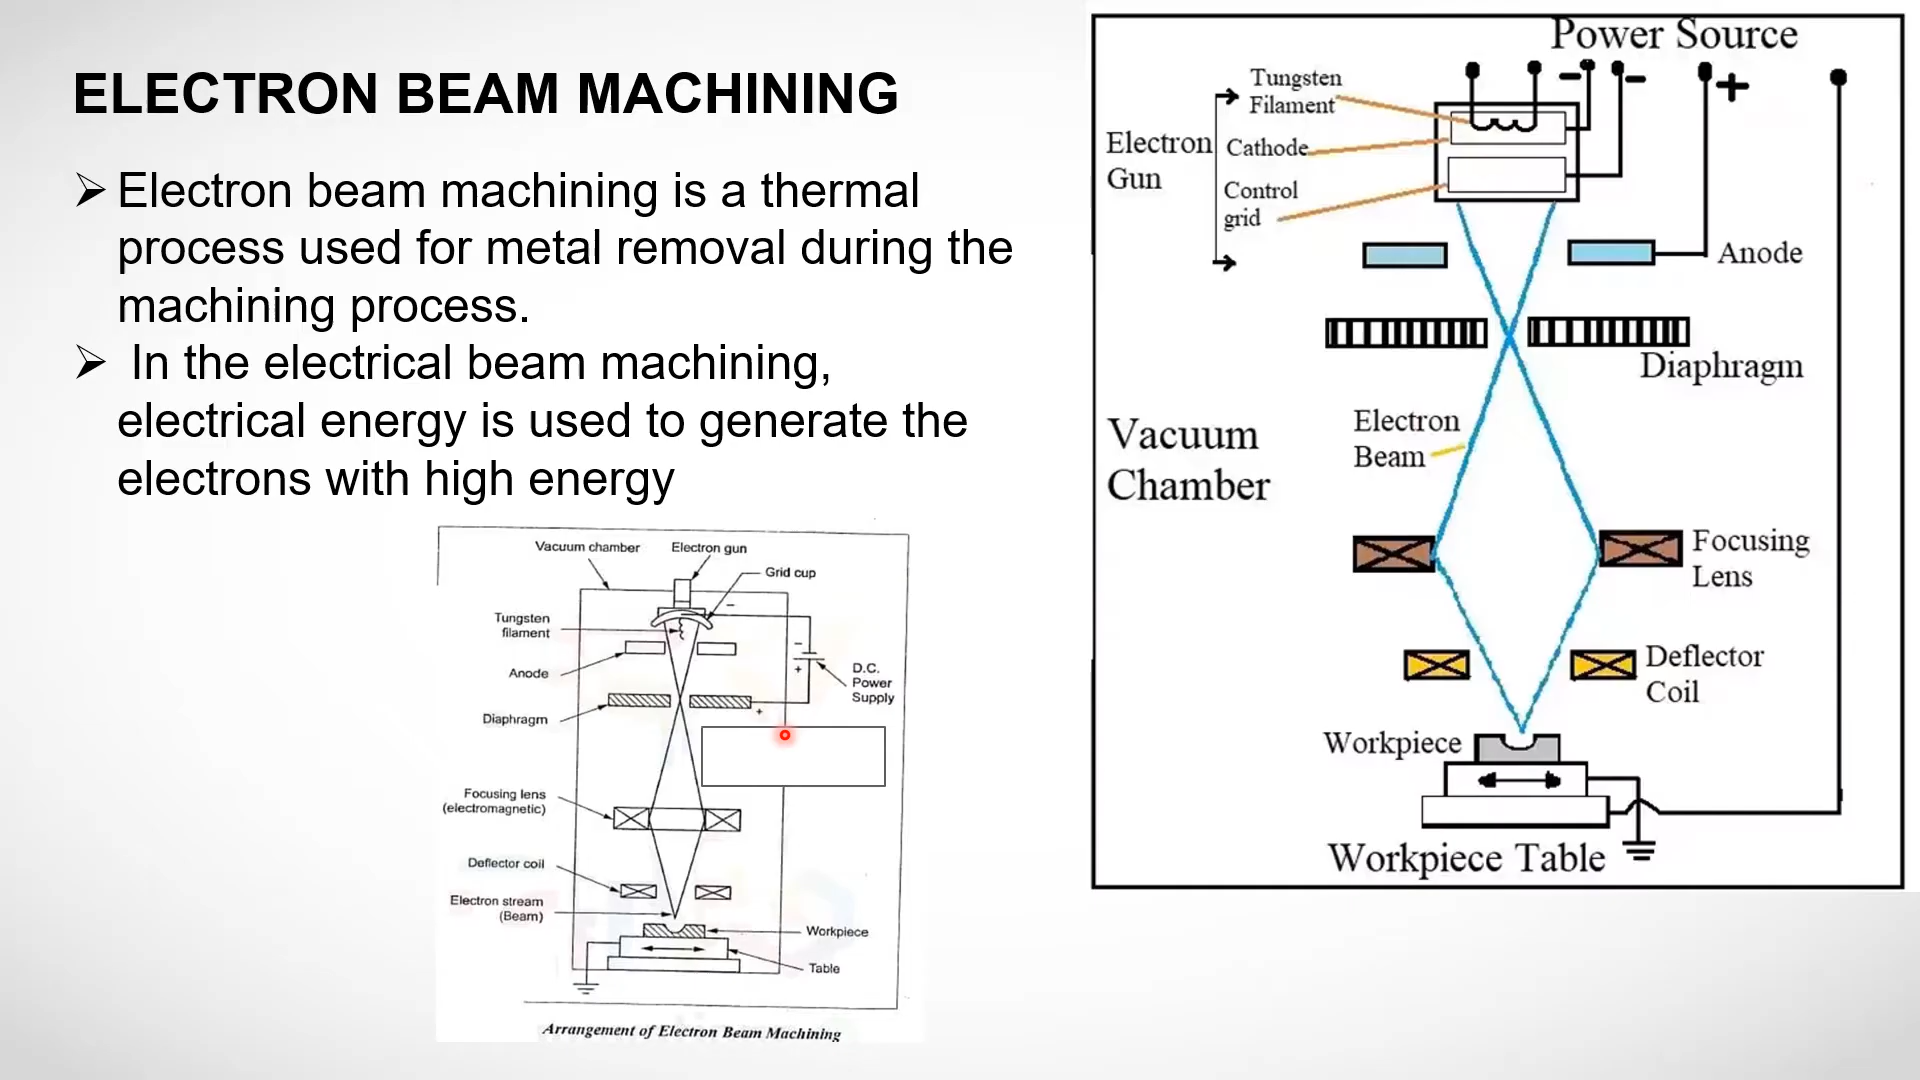 ELECTRON BEAM MACHINING
➢ Electron beam machining is a thermal
process used for metal removal during the
machining process.
➢ In the electrical beam machining,
electrical energy is used to generate the
electrons with high energy
Vacuum chamber
Electron gun
Grid cup
Tungsten
filament
Anode
D.C.
Power
Supply
Diaphragm
Focusing lens
(electromagnetic)
Deflector coil
Electron stream
(Beam)
Workpiece
Table
Arrangement of Electron Beam Machining
Power Source
Tungsten
Filament
Electron
Gun
Cathode
Control
grid
Anode
Diaphragm
Electron
Beam
Vacuum
Chamber
Focusing
Lens
Deflector
Coil
Workpiece
Workpiece Table